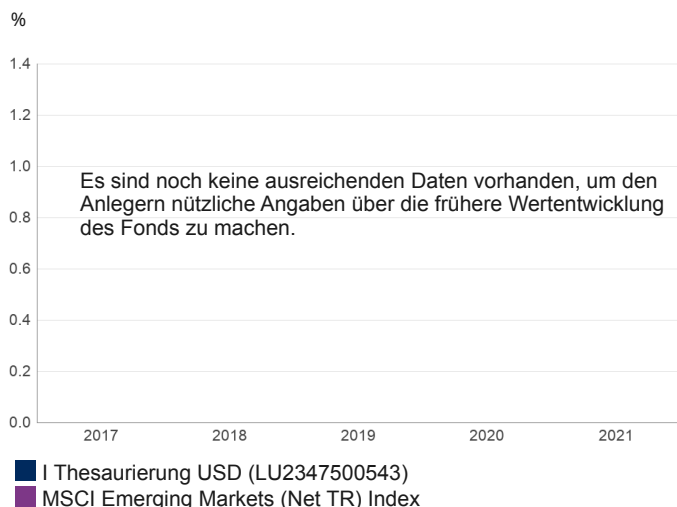 %
1.4
1.2
1.0
Es sind noch keine ausreichenden Daten vorhanden, um den
Anlegern nützliche Angaben über die frühere Wertentwicklung
0.8
des Fonds zu machen.
0.6
0.4
0.2
0.0
2017 2018 2019 2020 2021
I Thesaurierung USD (LU2347500543)
MSCI Emerging Markets (Net TR) Index